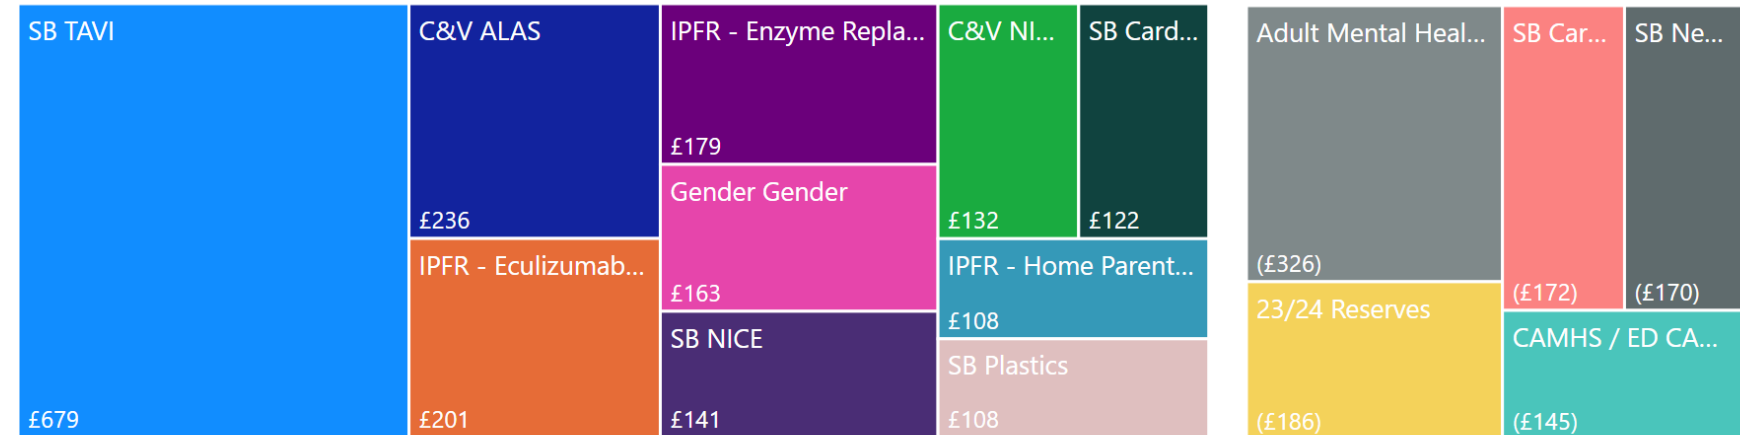 SB TAVI
£679
C&V ALAS
£236
IPFR - Eculizumab...
£201
IPFR - Enzyme Repla...
£179
Gender Gender
£163
SB NICE
£141
C&V NI...
£132
SB Card...
£122
IPFR - Home Parent...
£108
SB Plastics
£108
Adult Mental Heal...
(£326)
23/24 Reserves
(£186)
SB Car...
(£172)
SB Ne...
(£170)
CAMHS / ED CA...
(£145)